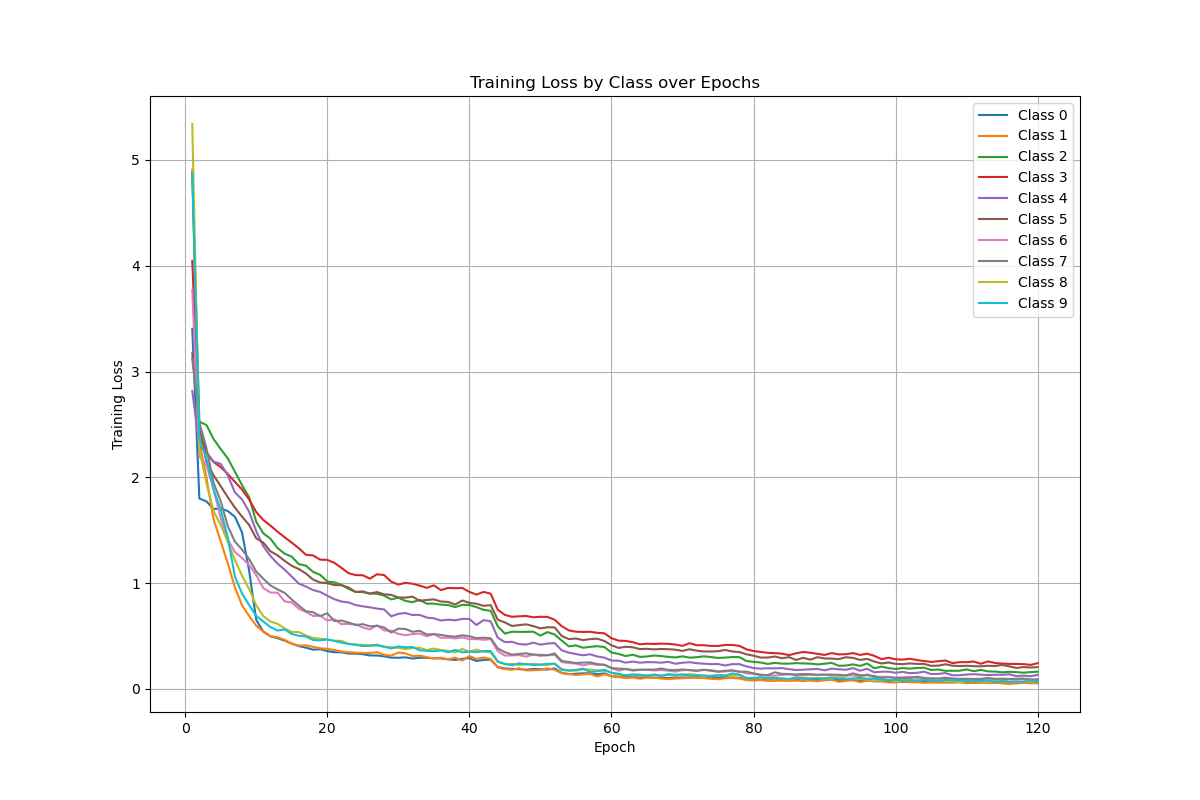 Training Loss by Class over Epochs
Training Loss
5
4
3
2
1
0
Class 0
Class 1
Class 2
Class 3
Class 4
Class 5
Class 6
Class 7
Class 8
Class 9
0 20 40 60 80 100 120
Epoch